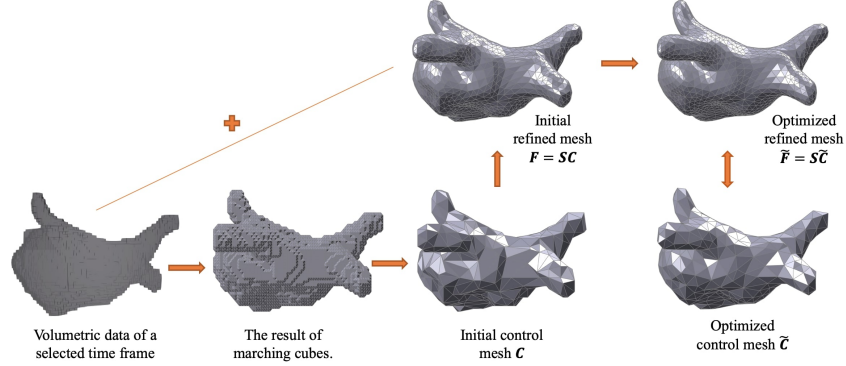 Initial
refined mesh
F = SC
Optimized
refined mesh
F̃ = SC̃
Volumetric data of a
selected time frame
The result of
marching cubes.
Initial control
mesh C
Optimized
control mesh C̃